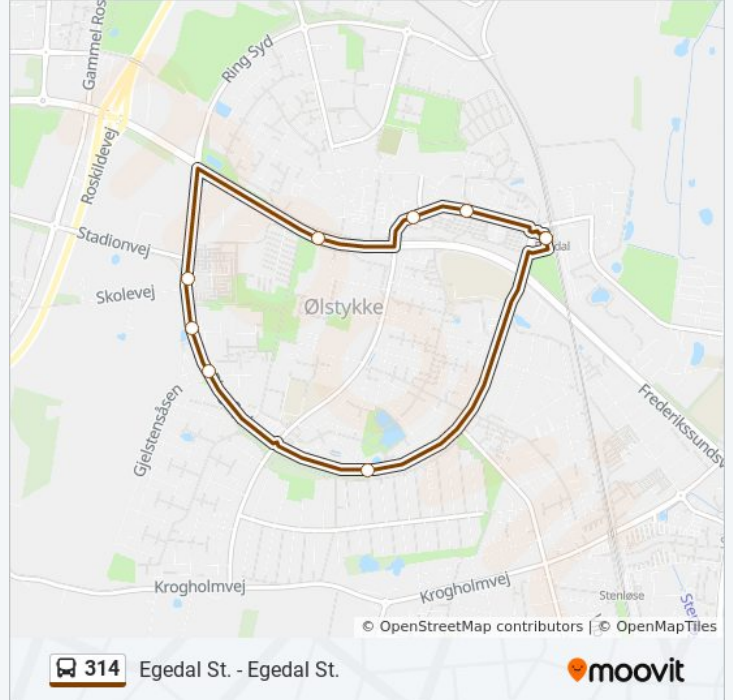 Gammel Ros
Ring Syd
Roskildevej
Stadionvej
dal
Skolevej
Ølstykke
Gjelstensåsen
Frederikssundsv
Krogholmvej
Krogholmvej
Stenløse
Ste
© OpenStreetMap contributors | © OpenMapTiles
314 Egedal St. - Egedal St.
moovit